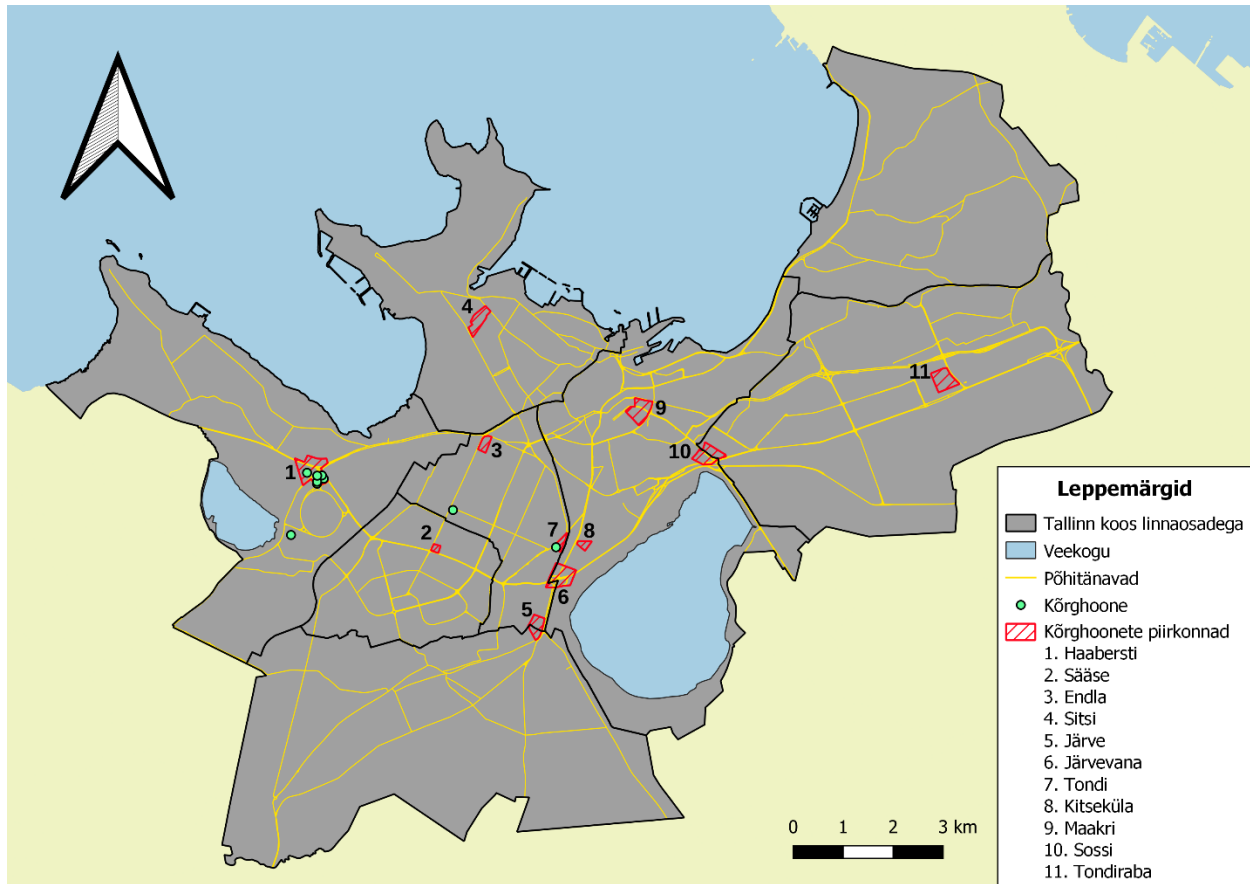 4
11
9
3
10
1
2
7
8
6
5
Leppemärgid
Tallinn koos linnaosadega
Veekogu
Põhitänavad
Kõrghoone
Kõrghoonete piirkonnad
1. Haabersti
2. Sääse
3. Endla
4. Sitsi
5. Järve
6. Järvevana
7. Tondi
8. Kitseküla
9. Maakri
10. Sossi
11. Tondiraba
0 1 2 3 km